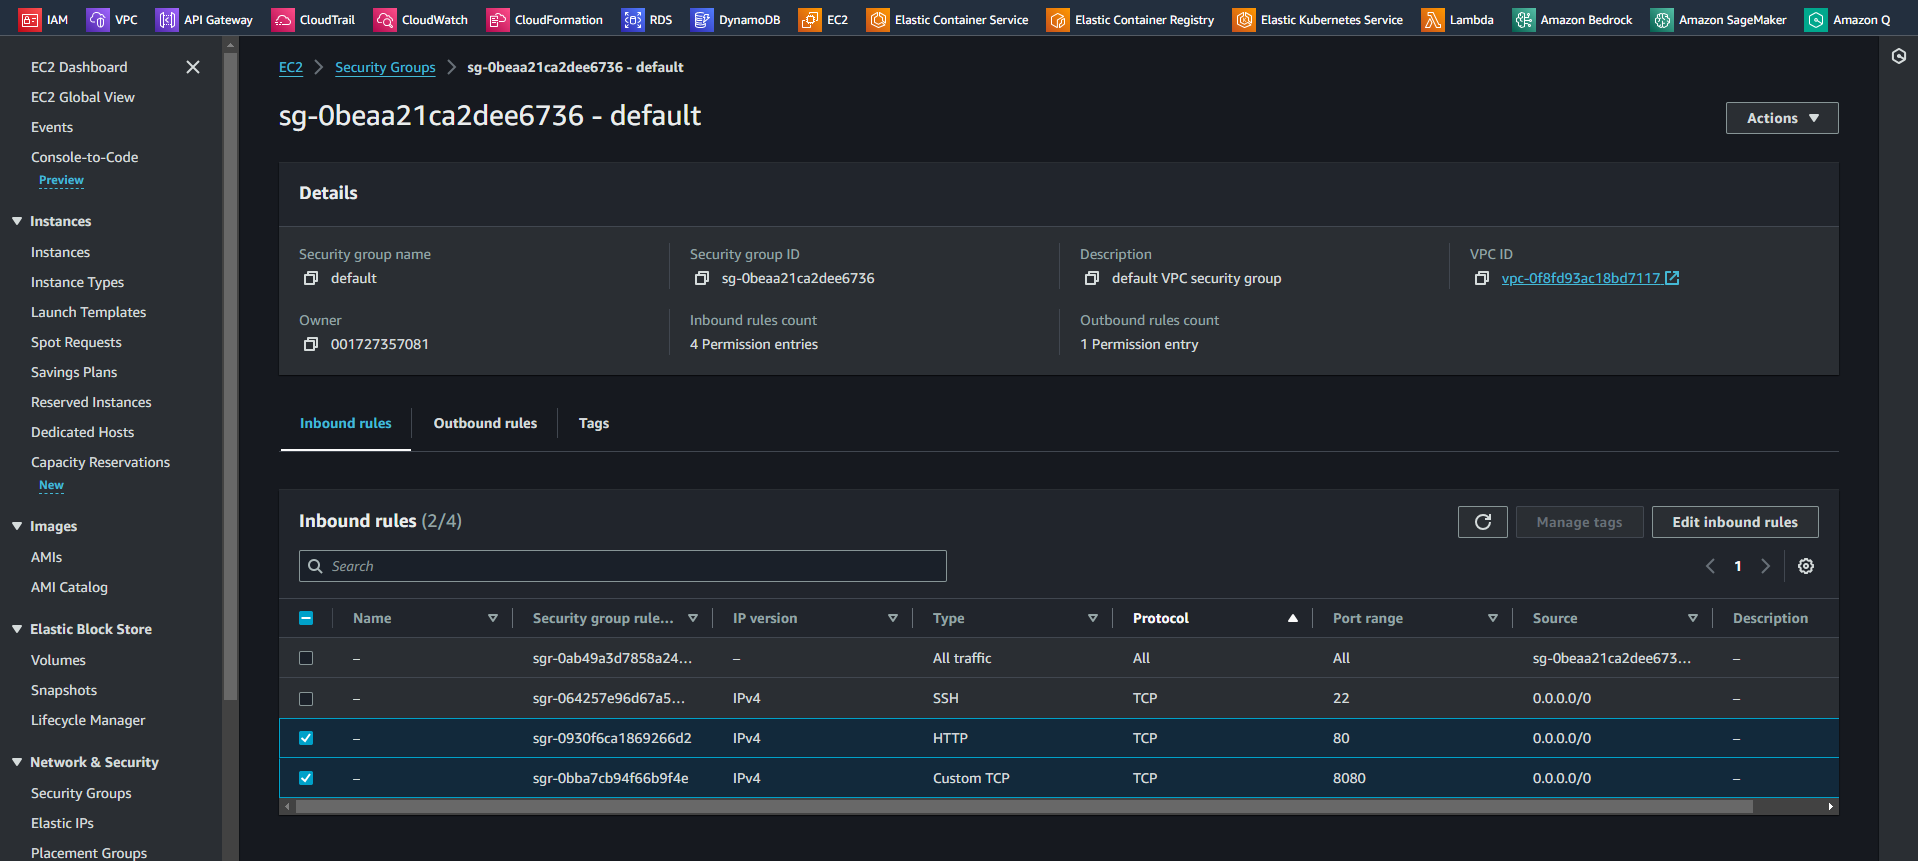 IAM VPC API Gateway CloudTrail CloudWatch CloudFormation RDS DynamoDB EC2 Elastic Container Service Elastic Container Registry Elastic Kubernetes Service Lambda Amazon Bedrock Amazon SageMaker Amazon Q
EC2 Dashboard
EC2 Global View
Events
Console-to-Code
Preview
Instances
Instances
Instance Types
Launch Templates
Spot Requests
Savings Plans
Reserved Instances
Dedicated Hosts
Capacity Reservations
New
Images
AMIs
AMI Catalog
Elastic Block Store
Volumes
Snapshots
Lifecycle Manager
Network & Security
Security Groups
Elastic IPs
Placement Groups
EC2 Security Groups sg-0beaa21ca2dee6736 - default
sg-0beaa21ca2dee6736 - default
Actions
Details
Security group name Security group ID Description VPC ID
default sg-0beaa21ca2dee6736 default VPC security group vpc-0f8fd93ac18bd7117
Owner Inbound rules count Outbound rules count
001727357081 4 Permission entries 1 Permission entry
Inbound rules Outbound rules Tags
Inbound rules (2/4) Manage tags Edit inbound rules
Search 1
Name Security group rule... IP version Type Protocol Port range Source Description
– sgr-0ab49a3d7858a24... – All traffic All All sg-0beaa21ca2dee673... –
– sgr-064257e96d67a5... IPv4 SSH TCP 22 0.0.0.0/0 –
– sgr-0930f6ca1869266d2 IPv4 HTTP TCP 80 0.0.0.0/0 –
– sgr-0bba7cb94f66b9f4e IPv4 Custom TCP TCP 8080 0.0.0.0/0 –